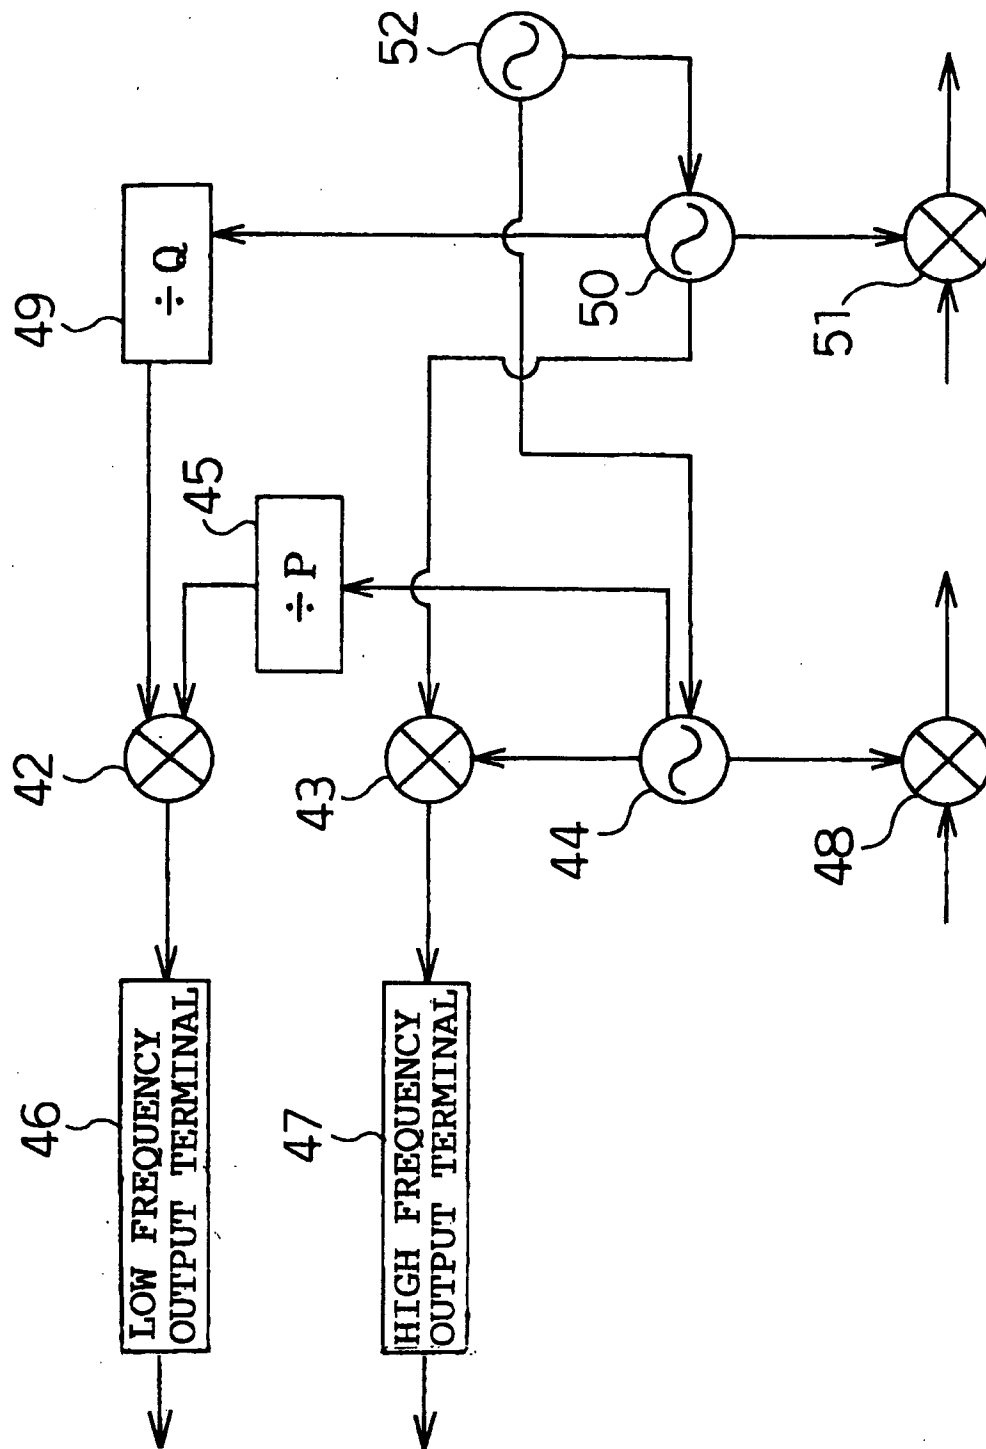 46
LOW FREQUENCY
OUTPUT TERMINAL
42
49
÷ Q
45
÷ P
47
HIGH FREQUENCY
OUTPUT TERMINAL
43
52
44
50
48
51